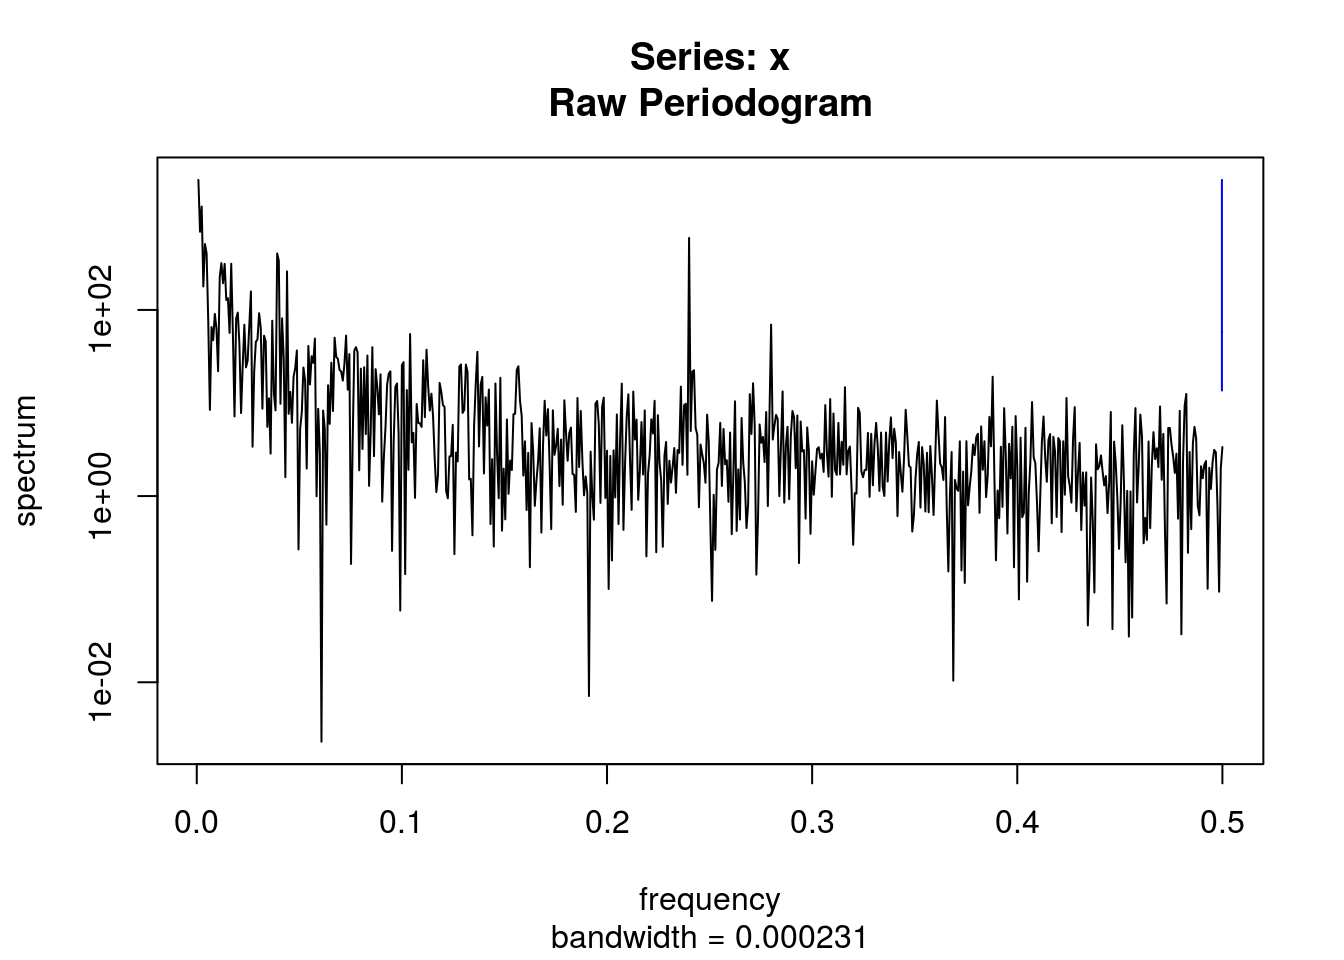 Series: x
Raw Periodogram
spectrum
1e+02
1e+00
1e-02
0.0 0.1 0.2 0.3 0.4 0.5
frequency
bandwidth = 0.000231